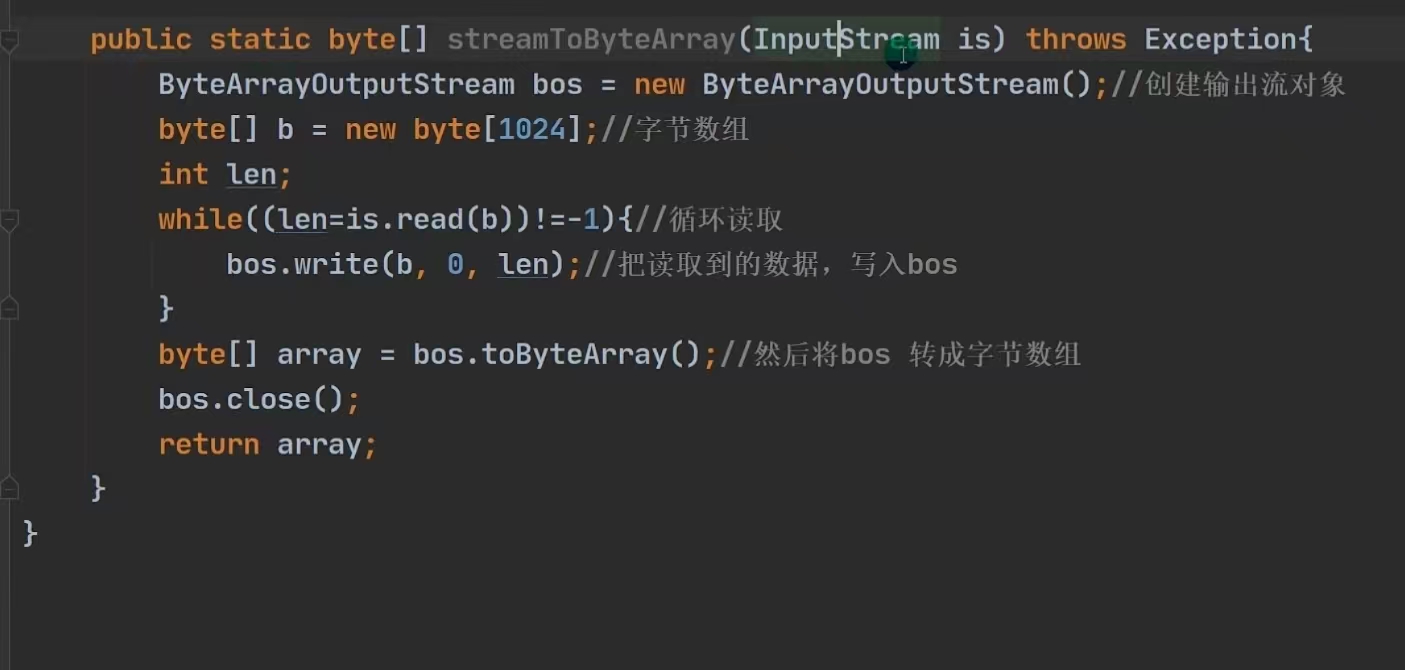 public static byte[] streamToByteArray(InputStream is) throws Exception{
ByteArrayOutputStream bos = new ByteArrayOutputStream();//创建输出流对象
byte[] b = new byte[1024];//字节数组
int len;
while((len=is.read(b))!=-1){//循环读取
bos.write(b, 0, len);//把读取到的数据，写入bos
}
byte[] array = bos.toByteArray();//然后将bos 转成字节数组
bos.close();
return array;
}
}